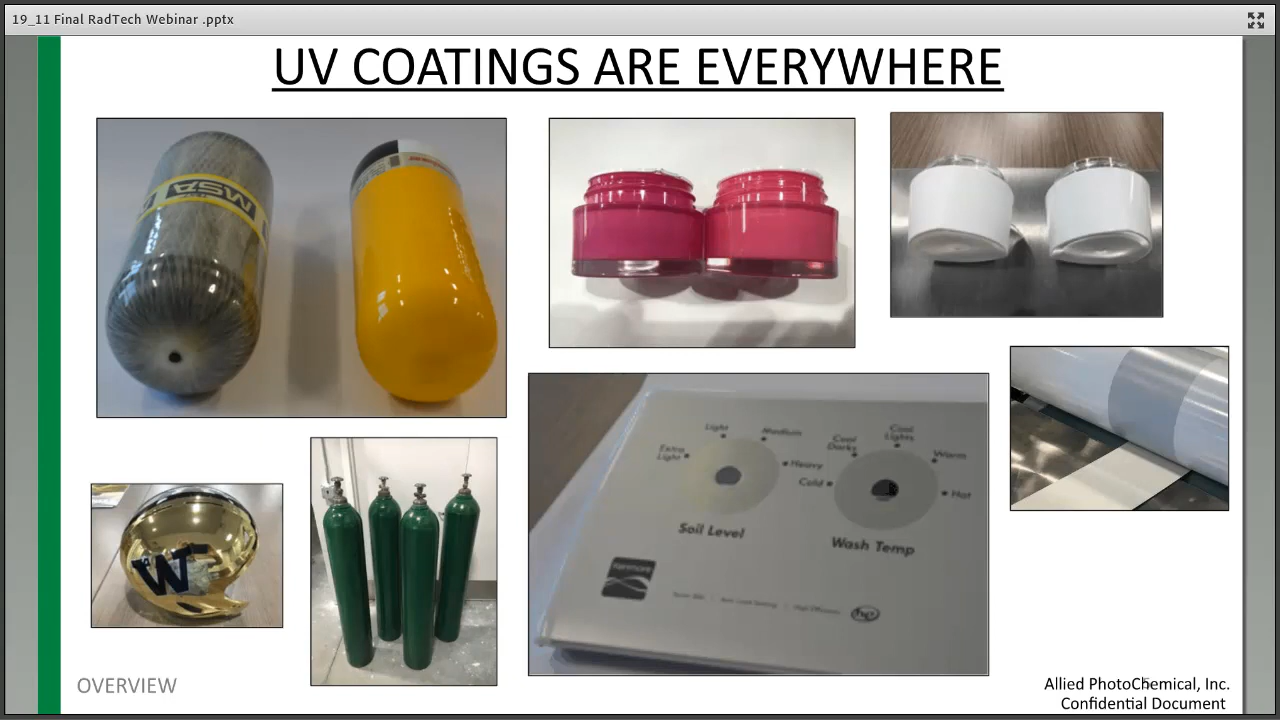 19_11 Final RadTech Webinar .pptx
UV COATINGS ARE EVERYWHERE
MSA
Light
Medium
Extra
Light
Heavy
Soil Level
Cool
Lights
Cool
Darks
Warm
Cold
Hot
Wash Temp
W
OVERVIEW
Allied PhotoChemical, Inc.
Confidential Document